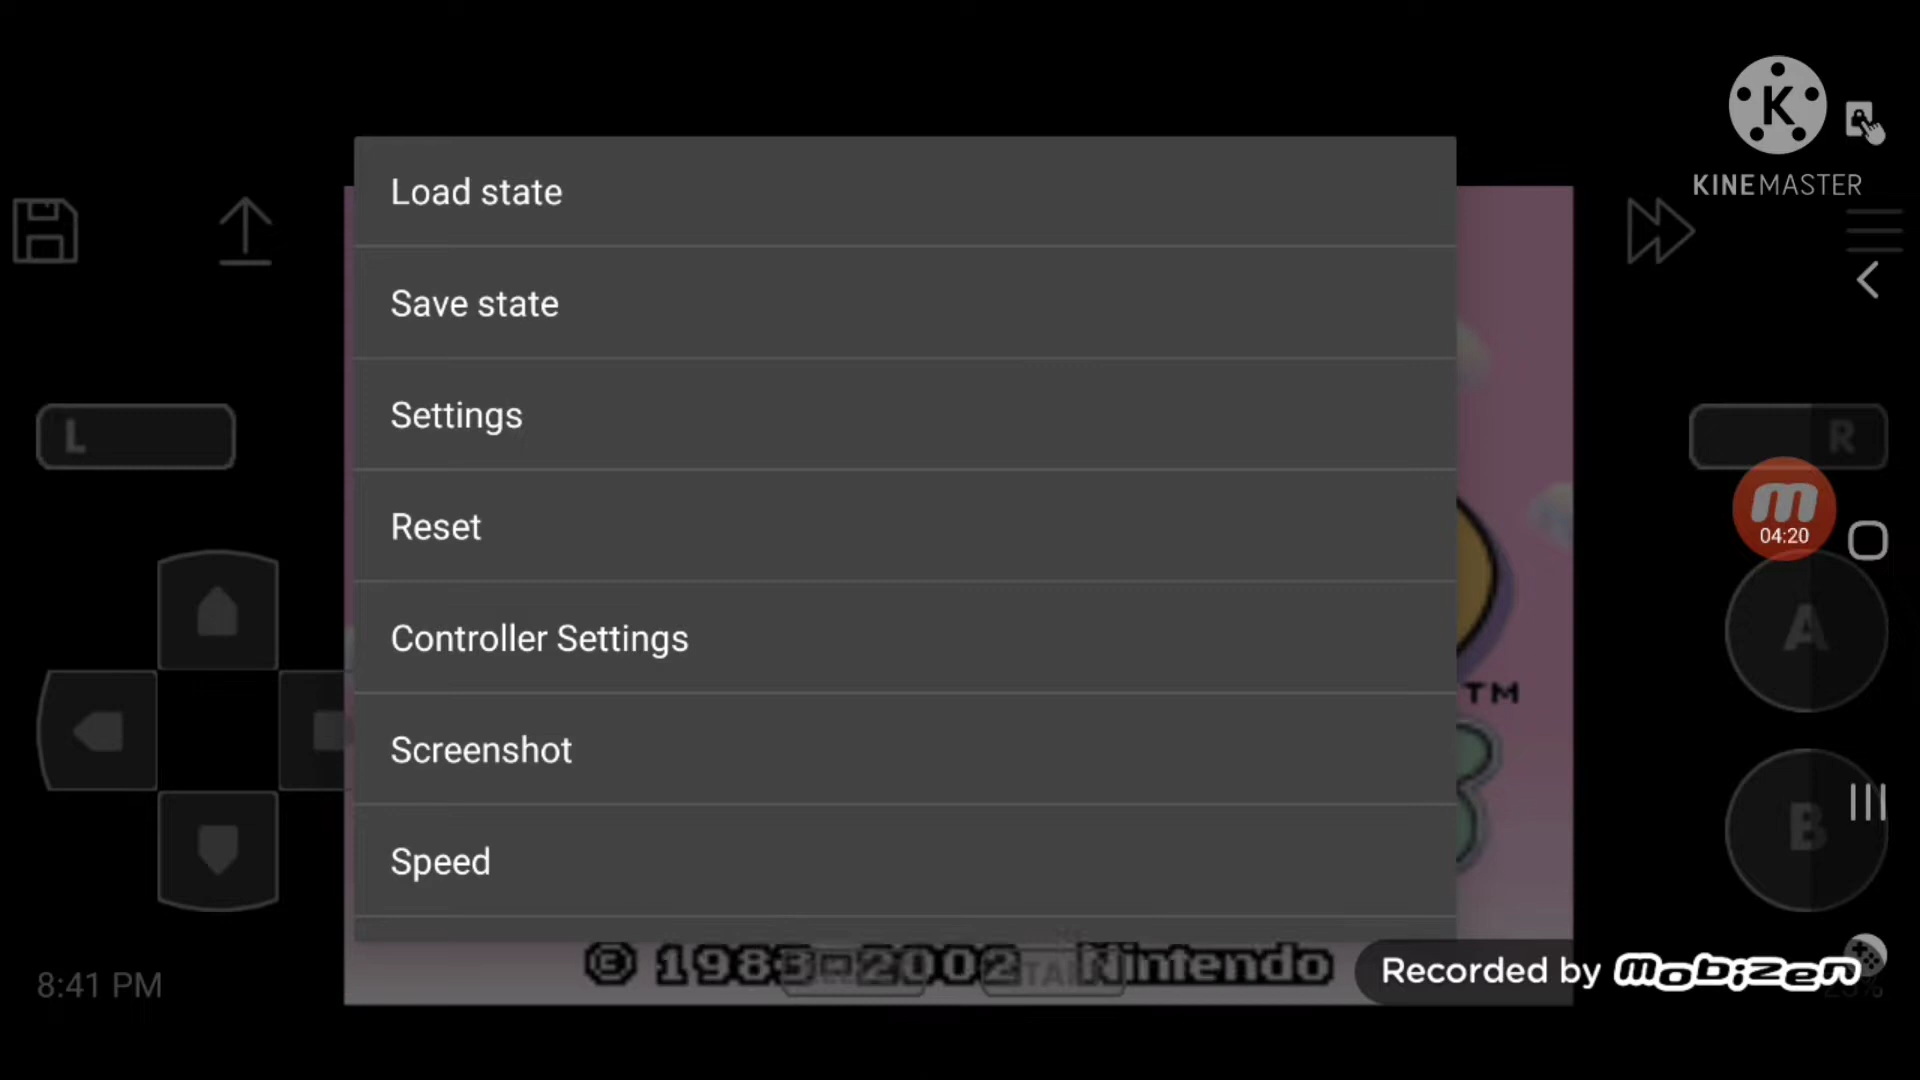 K
KINEMASTER
Load state
Save state
Settings
L
R
Reset
04:20
Controller Settings
A
TM
Screenshot
B
Speed
© 1983-2002 Nintendo
8:41 PM
Recorded by mobizen